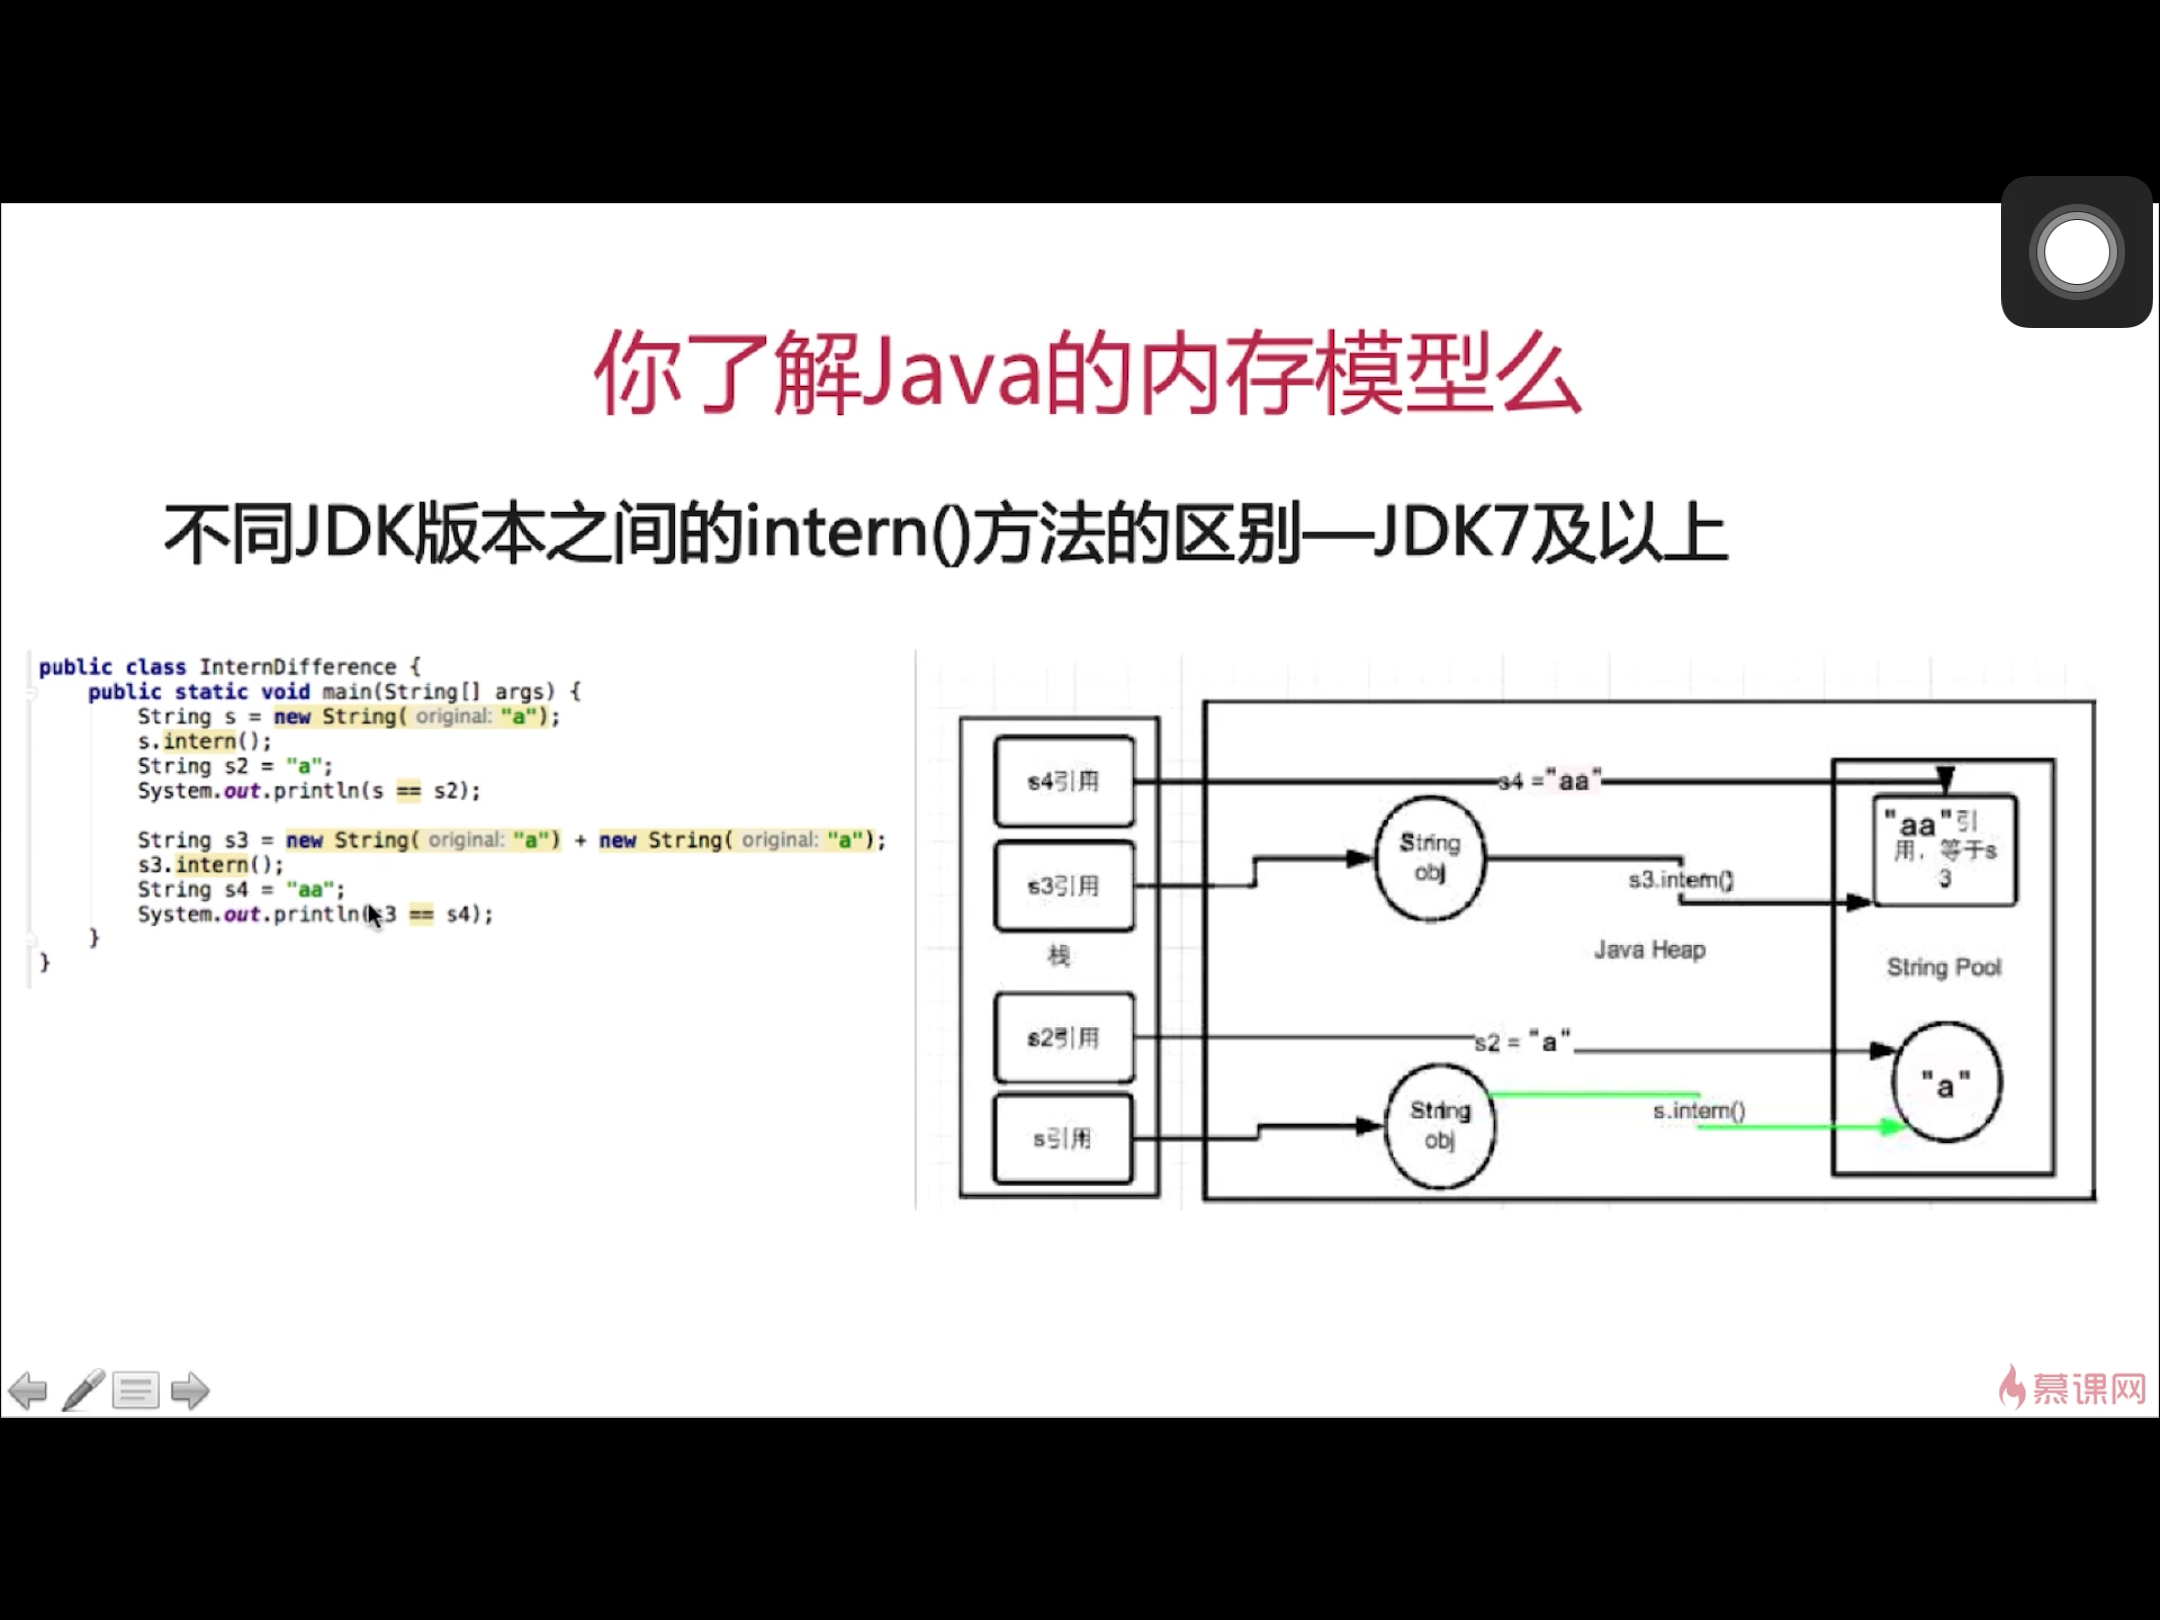 你了解Java的内存模型么
不同JDK版本之间的intern()方法的区别—JDK7及以上
public class InternDifference {
public static void main(String[] args) {
String s = new String( original: "a");
s.intern();
String s2 = "a";
System.out.println(s == s2);
String s3 = new String( original: "a") + new String( original: "a");
s3.intern();
String s4 = "aa";
System.out.println(s3 == s4);
}
}
s4引用
s3引用
栈
s2引用
s引用
s4 ="aa"
String
obj
s3.intern()
Java Heap
s2 = "a"
String
obj
s.intern()
"aa"引
用，等于s
3
String Pool
"a"
慕课网